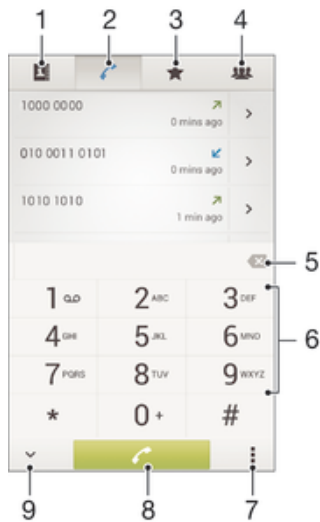 1 2 3 4
1000 0000
0 mins ago
010 0011 0101
0 mins ago
1010 1010
1 min ago
5
1 2 ABC 3 DEF
4 GHI 5 JKL 6 MNO
6
7 PQRS 8 TUV 9 WXYZ
* 0 + #
9 8 7